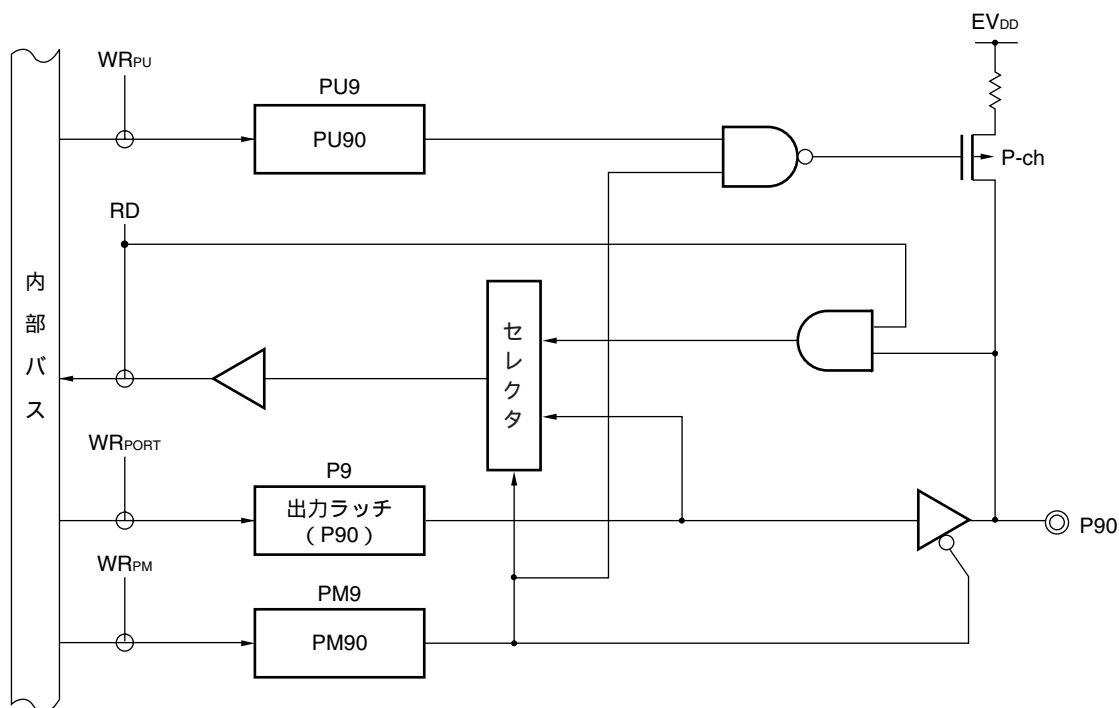 EVDD
WRPU
PU9
PU90
P-ch
RD
内部バス
セレクタ
WRPORT
P9
出力ラッチ
(P90)
P90
WRPM
PM9
PM90